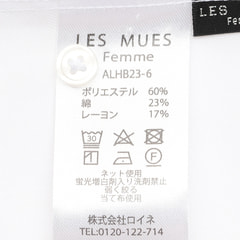 LES MUES
Femme
ALHB23-6
ポリエステル 60%
綿 23%
レーヨン 17%
30
ネット使用
蛍光増白剤入り洗剤禁止
弱く絞る
当て布使用
株式会社ロイネ
TEL:0120-122-714
LES
Fe